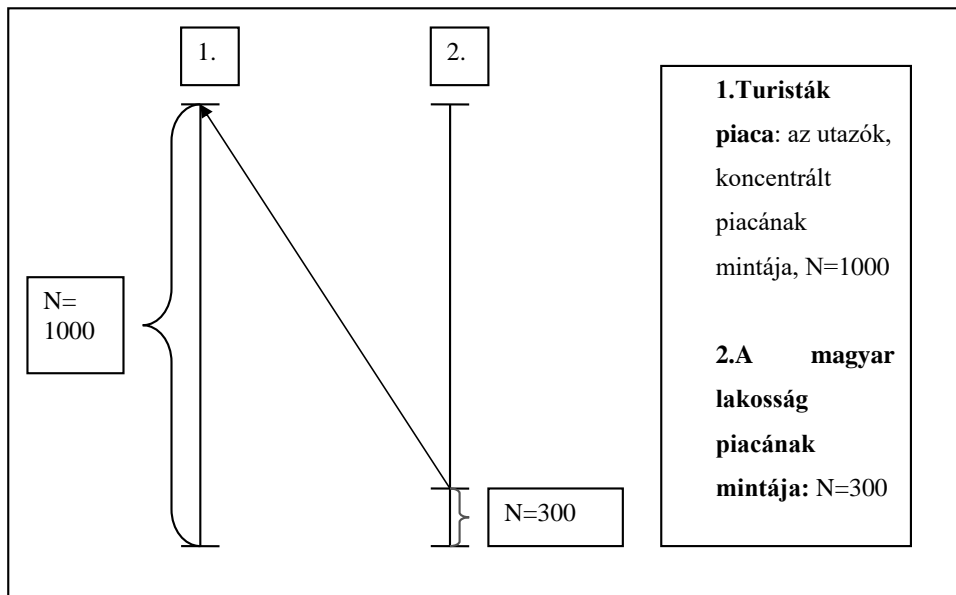 1.
2.
N=
1000
N=300
1.Turisták
piaca: az utazók,
koncentrált
piacának
mintája, N=1000
2.A magyar
lakosság
piacának
mintája: N=300